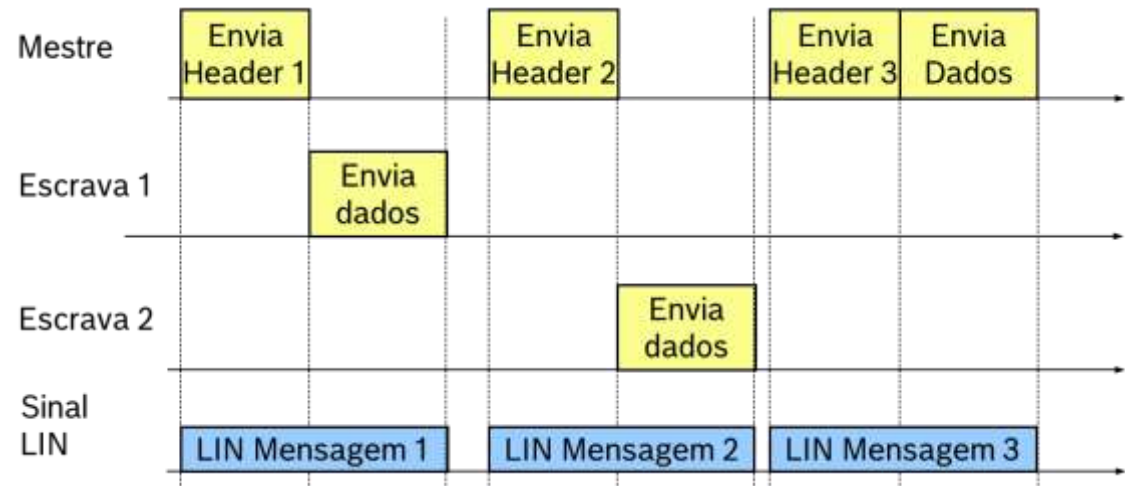 Mestre
Envia
Header 1
Envia
Header 2
Envia
Header 3
Envia
Dados
Escrava 1
Envia
dados
Escrava 2
Envia
dados
Sinal
LIN
LIN Mensagem 1
LIN Mensagem 2
LIN Mensagem 3